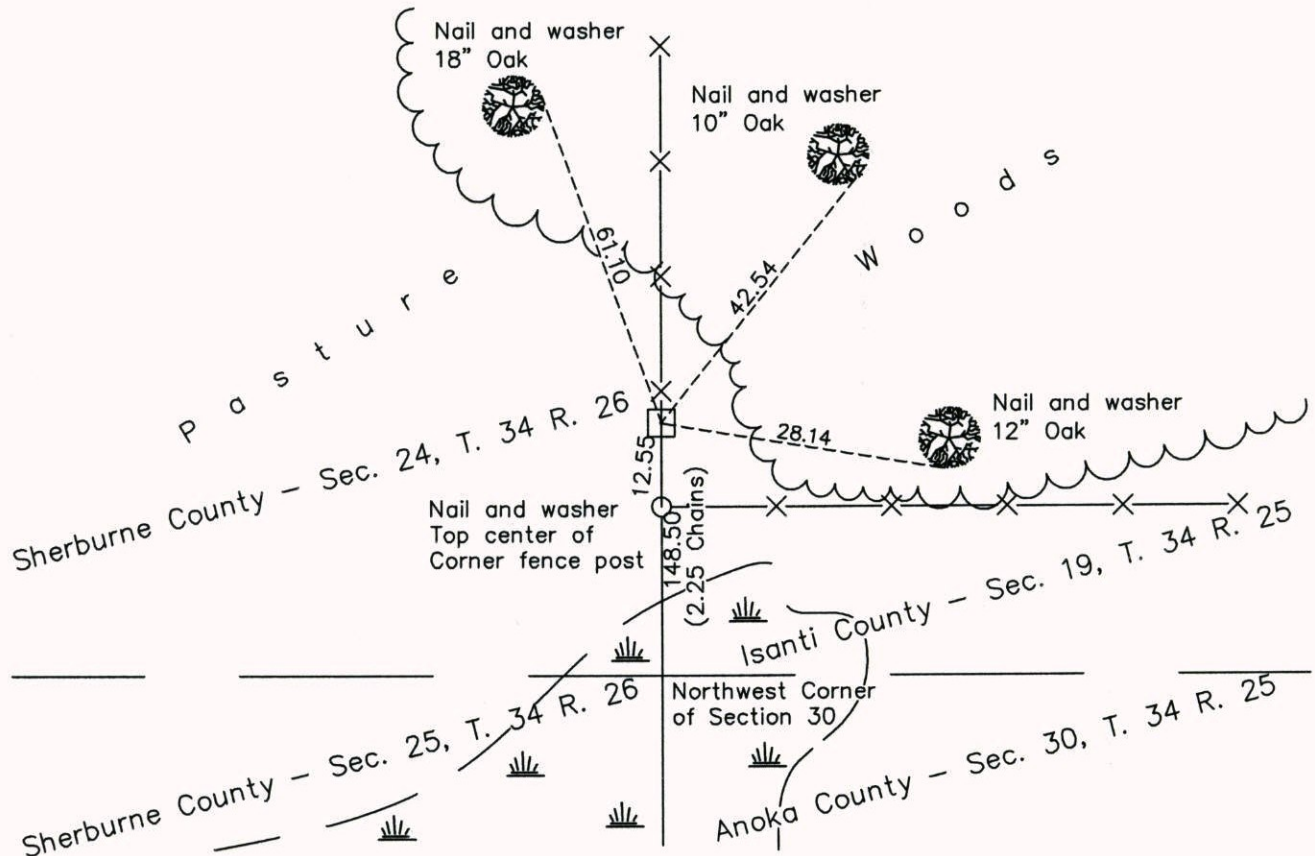 Nail and washer
18" Oak
Nail and washer
10" Oak
Woods
Pasture
61.10
42.54
Nail and washer
12" Oak
28.14
Sherburne County – Sec. 24, T. 34 R. 26
12.55
Nail and washer
Top center of
Corner fence post
148.50
(2.25 Chains)
Isanti County – Sec. 19, T. 34 R. 25
Northwest Corner
of Section 30
Sherburne County – Sec. 25, T. 34 R. 26
Anoka County – Sec. 30, T. 34 R. 25